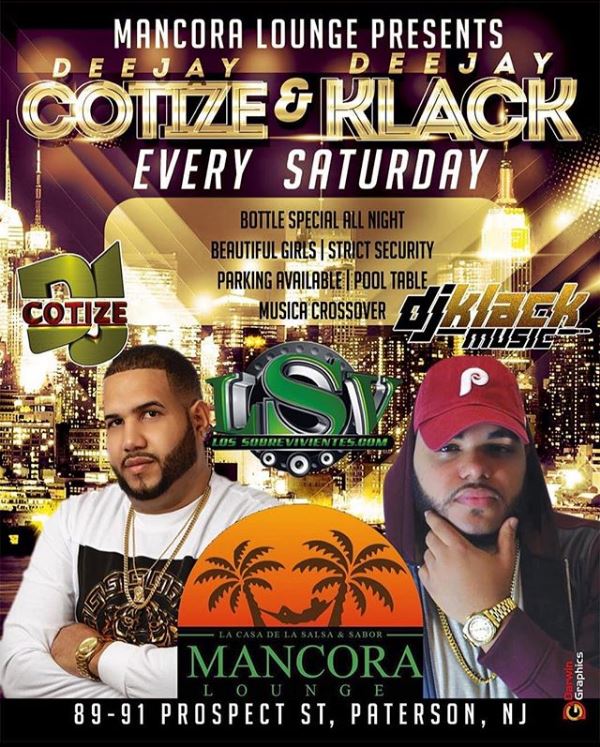 MANCORA LOUNGE PRESENTS
DEEJAY DEEJAY
COTIZE & KLACK
EVERY SATURDAY
BOTTLE SPECIAL ALL NIGHT
BEAUTIFUL GIRLS | STRICT SECURITY
PARKING AVAILABLE | POOL TABLE
MUSICA CROSSOVER
DJ
COTIZE
djklack
music
LSV
LOS SOBREVIVIENTES.COM
P
LA CASA DE LA SALSA & SABOR
MANCORA
LOUNGE
89-91 PROSPECT ST, PATERSON, NJ
Darwin
Graphics